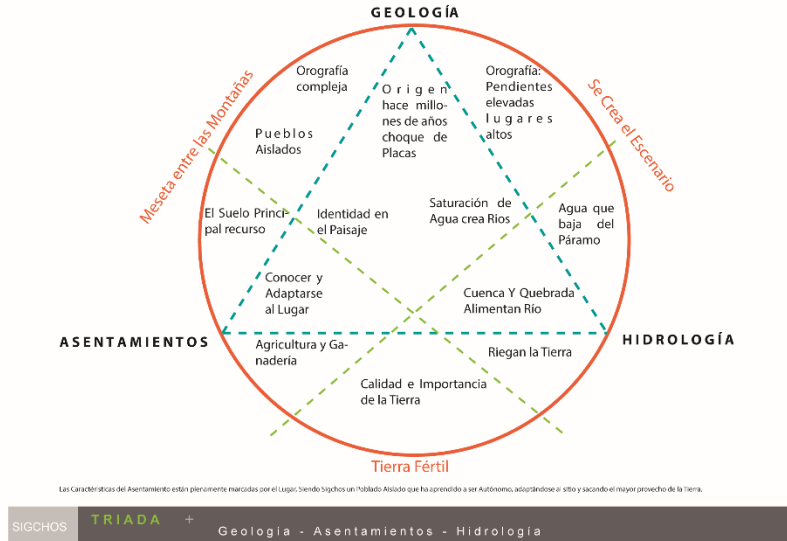 GEOLOGÍA
Orografía
compleja
Origen
hace millo-
nes de años
choque de
Placas
Orografía:
Pendientes
elevadas
lugares
altos
Meseta entre las Montañas
Se Crea el Escenario
Pueblos
Aislados
El Suelo Princi-
pal recurso
Identidad en
el Paisaje
Saturación de
Agua crea Rios
Agua que
baja del
Páramo
Conocer y
Adaptarse
al Lugar
Cuenca Y Quebrada
Alimentan Río
ASENTAMIENTOS
HIDROLOGÍA
Agricultura y Ga-
nadería
Riegan la Tierra
Calidad e Importancia
de la Tierra
Tierra Fértil
Las Características del Asentamiento están plenamente marcadas por el Lugar, Siendo Sigchos un Poblado Aislado que ha aprendido a ser Autónomo, adaptándose al sitio y sacando el mayor provecho de la Tierra.
SIGCHOS
TRIADA +
Geologia - Asentamientos - Hidrología